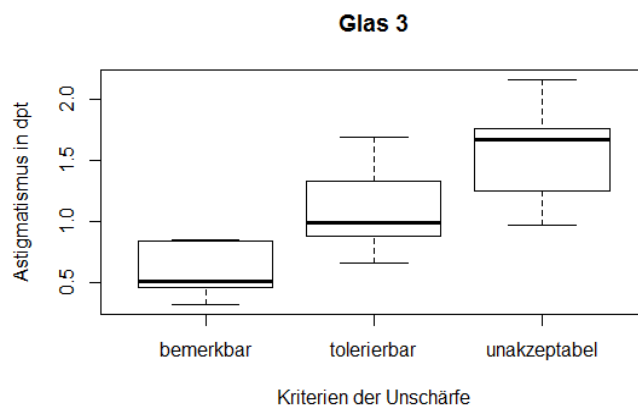 Glas 3
Astigmatismus in dpt
2.0
1.5
1.0
0.5
bemerkbar tolerierbar unakzeptabel
Kriterien der Unschärfe